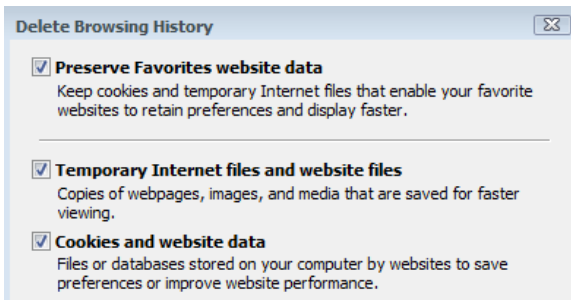 Delete Browsing History
Preserve Favorites website data
Keep cookies and temporary Internet files that enable your favorite
websites to retain preferences and display faster.
Temporary Internet files and website files
Copies of webpages, images, and media that are saved for faster
viewing.
Cookies and website data
Files or databases stored on your computer by websites to save
preferences or improve website performance.